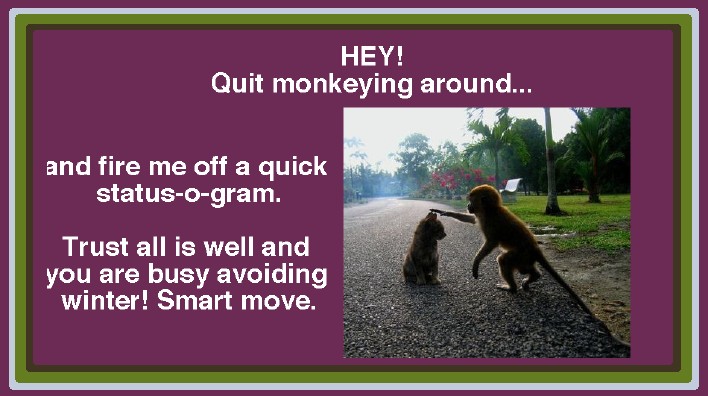 HEY!
Quit monkeying around...
and fire me off a quick
status-o-gram.
Trust all is well and
you are busy avoiding
winter! Smart move.